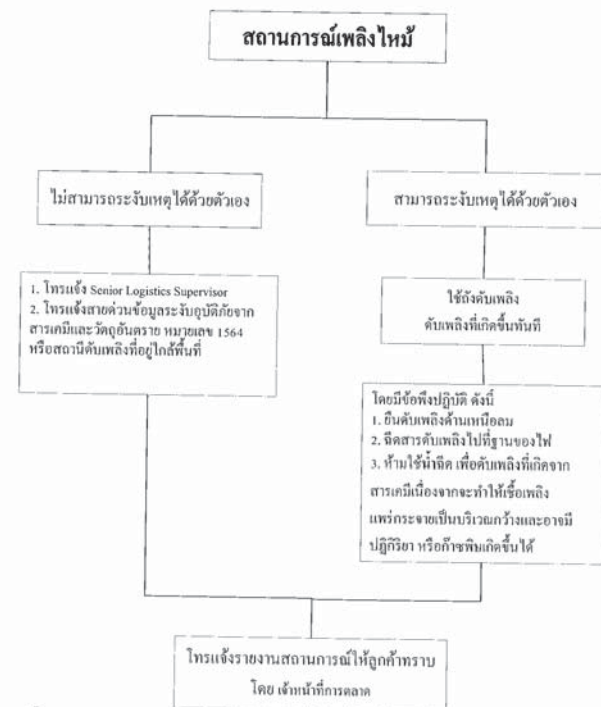 สถานการณ์เพลิงไหม้
ไม่สามารถระงับเหตุได้ด้วยตัวเอง
1. โทรแจ้ง Senior Logistics Supervisor
2. โทรแจ้งสายด่วนข้อมูลระงับอุบัติภัยจาก
สารเคมีและวัตถุอันตราย หมายเลข 1564
หรือสถานีดับเพลิงที่อยู่ใกล้พื้นที่
สามารถระงับเหตุได้ด้วยตัวเอง
ใช้ถังดับเพลิง
ดับเพลิงที่เกิดขึ้นทันที
โดยมีข้อพึงปฏิบัติ ดังนี้
1. ยืนดับเพลิงด้านเหนือลม
2. ฉีดสารดับเพลิงไปที่ฐานของไฟ
3. ห้ามใช้น้ำฉีด เพื่อดับเพลิงที่เกิดจาก
สารเคมีเนื่องจากจะทำให้เชื้อเพลิง
แพร่กระจายเป็นบริเวณกว้างและอาจมี
ปฏิกิริยา หรือก๊าซพิษเกิดขึ้นได้
โทรแจ้งรายงานสถานการณ์ให้ลูกค้าทราบ
โดย เจ้าหน้าที่การตลาด